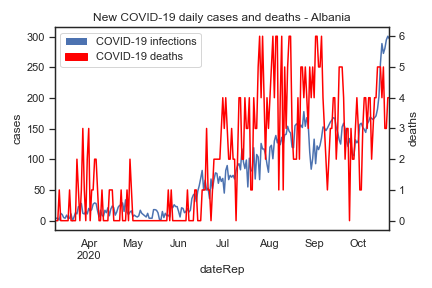 New COVID-19 daily cases and deaths - Albania
COVID-19 infections
COVID-19 deaths
cases
300
250
200
150
100
50
0
deaths
6
5
4
3
2
1
0
Apr
2020
May
Jun
Jul
Aug
Sep
Oct
dateRep